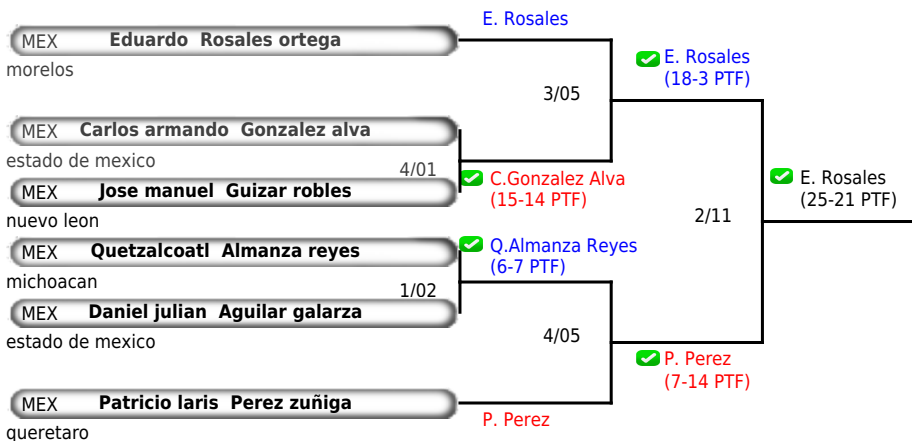 E. Rosales
MEX Eduardo Rosales ortega
morelos
E. Rosales
(18-3 PTF)
3/05
MEX Carlos armando Gonzalez alva
estado de mexico
4/01
C.Gonzalez Alva
(15-14 PTF)
MEX Jose manuel Guizar robles
nuevo leon
E. Rosales
(25-21 PTF)
2/11
MEX Quetzalcoatl Almanza reyes
michoacan
Q.Almanza Reyes
(6-7 PTF)
1/02
MEX Daniel julian Aguilar galarza
estado de mexico
4/05
P. Perez
(7-14 PTF)
MEX Patricio laris Perez zuñiga
queretaro
P. Perez